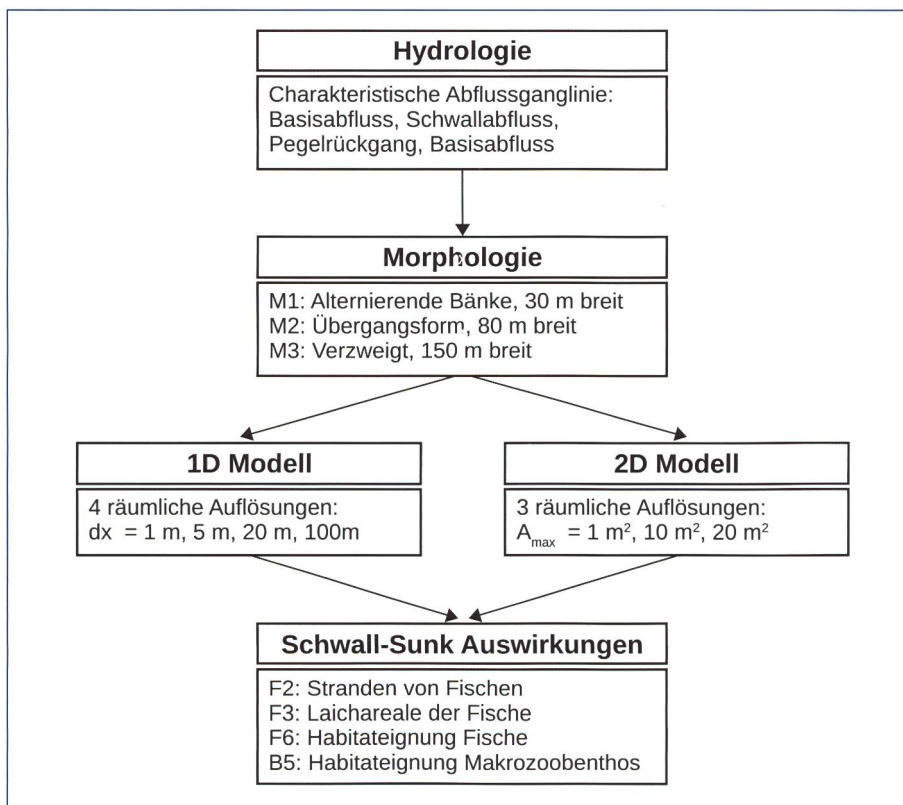 Hydrologie
Charakteristische Abflussganglinie:
Basisabfluss, Schwallabfluss,
Pegelrückgang, Basisabfluss
Morphologie
M1: Alternierende Bänke, 30 m breit
M2: Übergangsform, 80 m breit
M3: Verzweigt, 150 m breit
1D Modell
4 räumliche Auflösungen:
dx = 1 m, 5 m, 20 m, 100m
2D Modell
3 räumliche Auflösungen:
Amax = 1 m², 10 m², 20 m²
Schwall-Sunk Auswirkungen
F2: Stranden von Fischen
F3: Laichareale der Fische
F6: Habitateignung Fische
B5: Habitateignung Makrozoobenthos